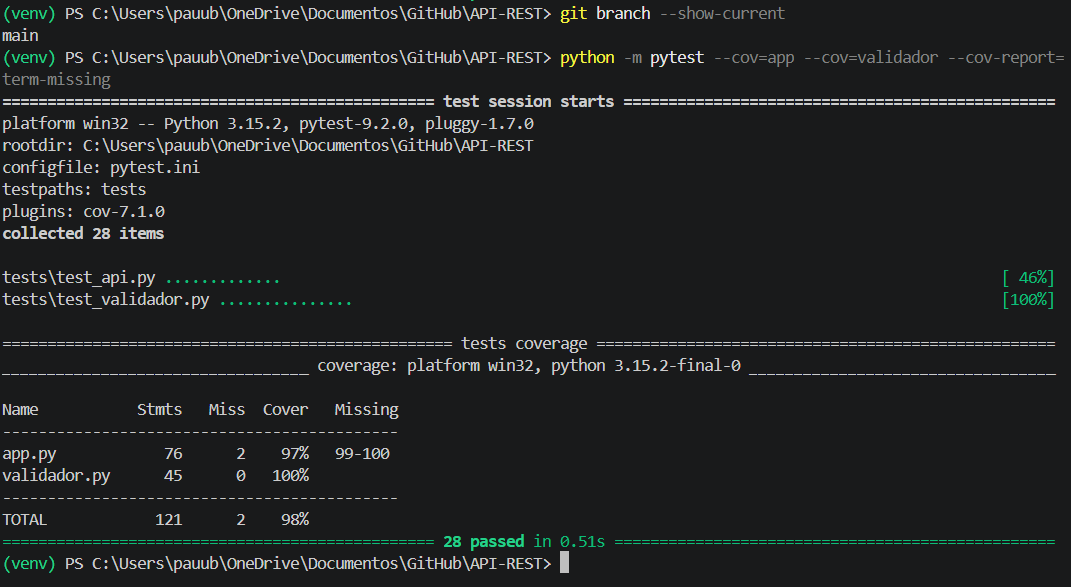 (venv) PS C:\Users\pauub\OneDrive\Documentos\GitHub\API-REST> git branch --show-current
main
(venv) PS C:\Users\pauub\OneDrive\Documentos\GitHub\API-REST> python -m pytest --cov=app --cov=validador --cov-report=
term-missing
================================================ test session starts ================================================
platform win32 -- Python 3.15.2, pytest-9.2.0, pluggy-1.7.0
rootdir: C:\Users\pauub\OneDrive\Documentos\GitHub\API-REST
configfile: pytest.ini
testpaths: tests
plugins: cov-7.1.0
collected 28 items
tests\test_api.py ............. [ 46%]
tests\test_validador.py ............... [100%]
================================================== tests coverage ===================================================
__________________________________ coverage: platform win32, python 3.15.2-final-0 __________________________________
Name Stmts Miss Cover Missing
--------------------------------------------
app.py 76 2 97% 99-100
validador.py 45 0 100%
--------------------------------------------
TOTAL 121 2 98%
================================================ 28 passed in 0.51s =================================================
(venv) PS C:\Users\pauub\OneDrive\Documentos\GitHub\API-REST>